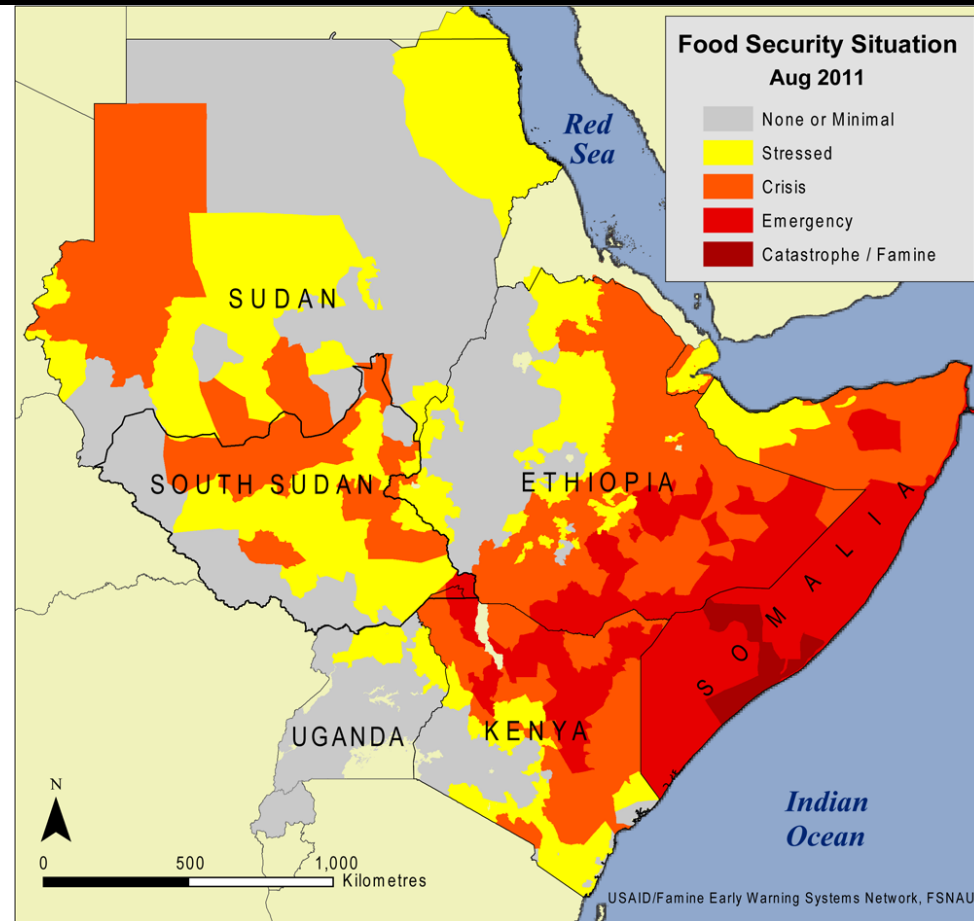 Food Security Situation
Aug 2011
None or Minimal
Stressed
Crisis
Emergency
Catastrophe / Famine
Red
Sea
SUDAN
SOUTH SUDAN
ETHIOPIA
SOMALIA
UGANDA
KENYA
Indian
Ocean
N
0 500 1,000
Kilometres
USAID/Famine Early Warning Systems Network, FSNAU